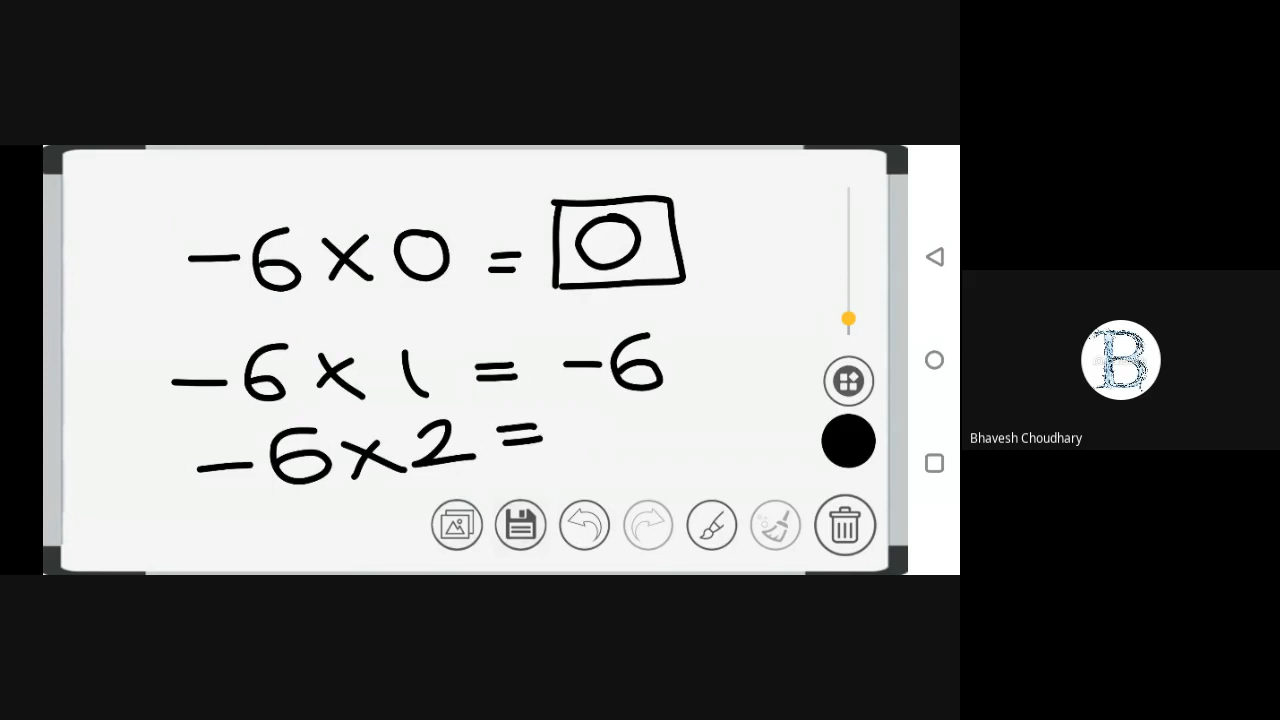 -6 × 0 = 0
-6 × 1 = -6
-6 × 2 =
B
Bhavesh Choudhary